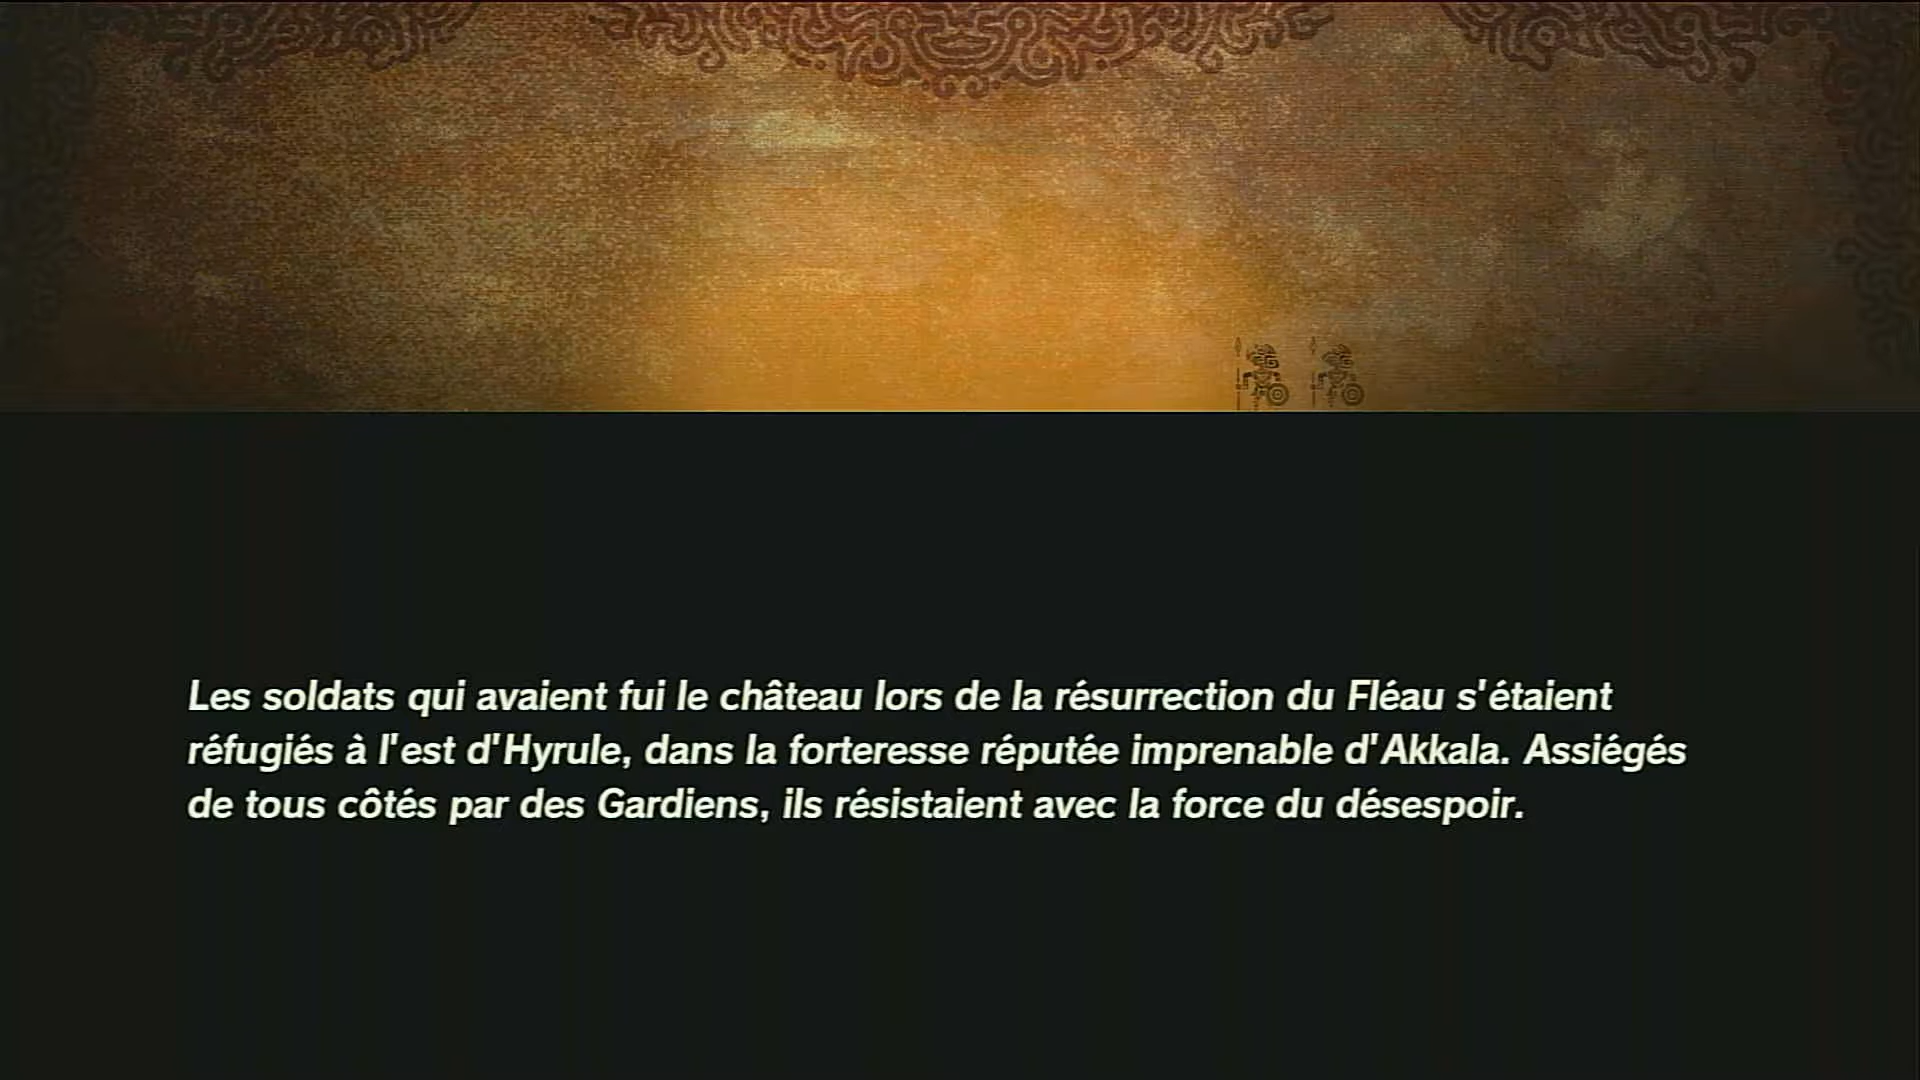 Les soldats qui avaient fui le château lors de la résurrection du Fléau s'étaient
réfugiés à l'est d'Hyrule, dans la forteresse réputée imprenable d'Akkala. Assiégés
de tous côtés par des Gardiens, ils résistaient avec la force du désespoir.